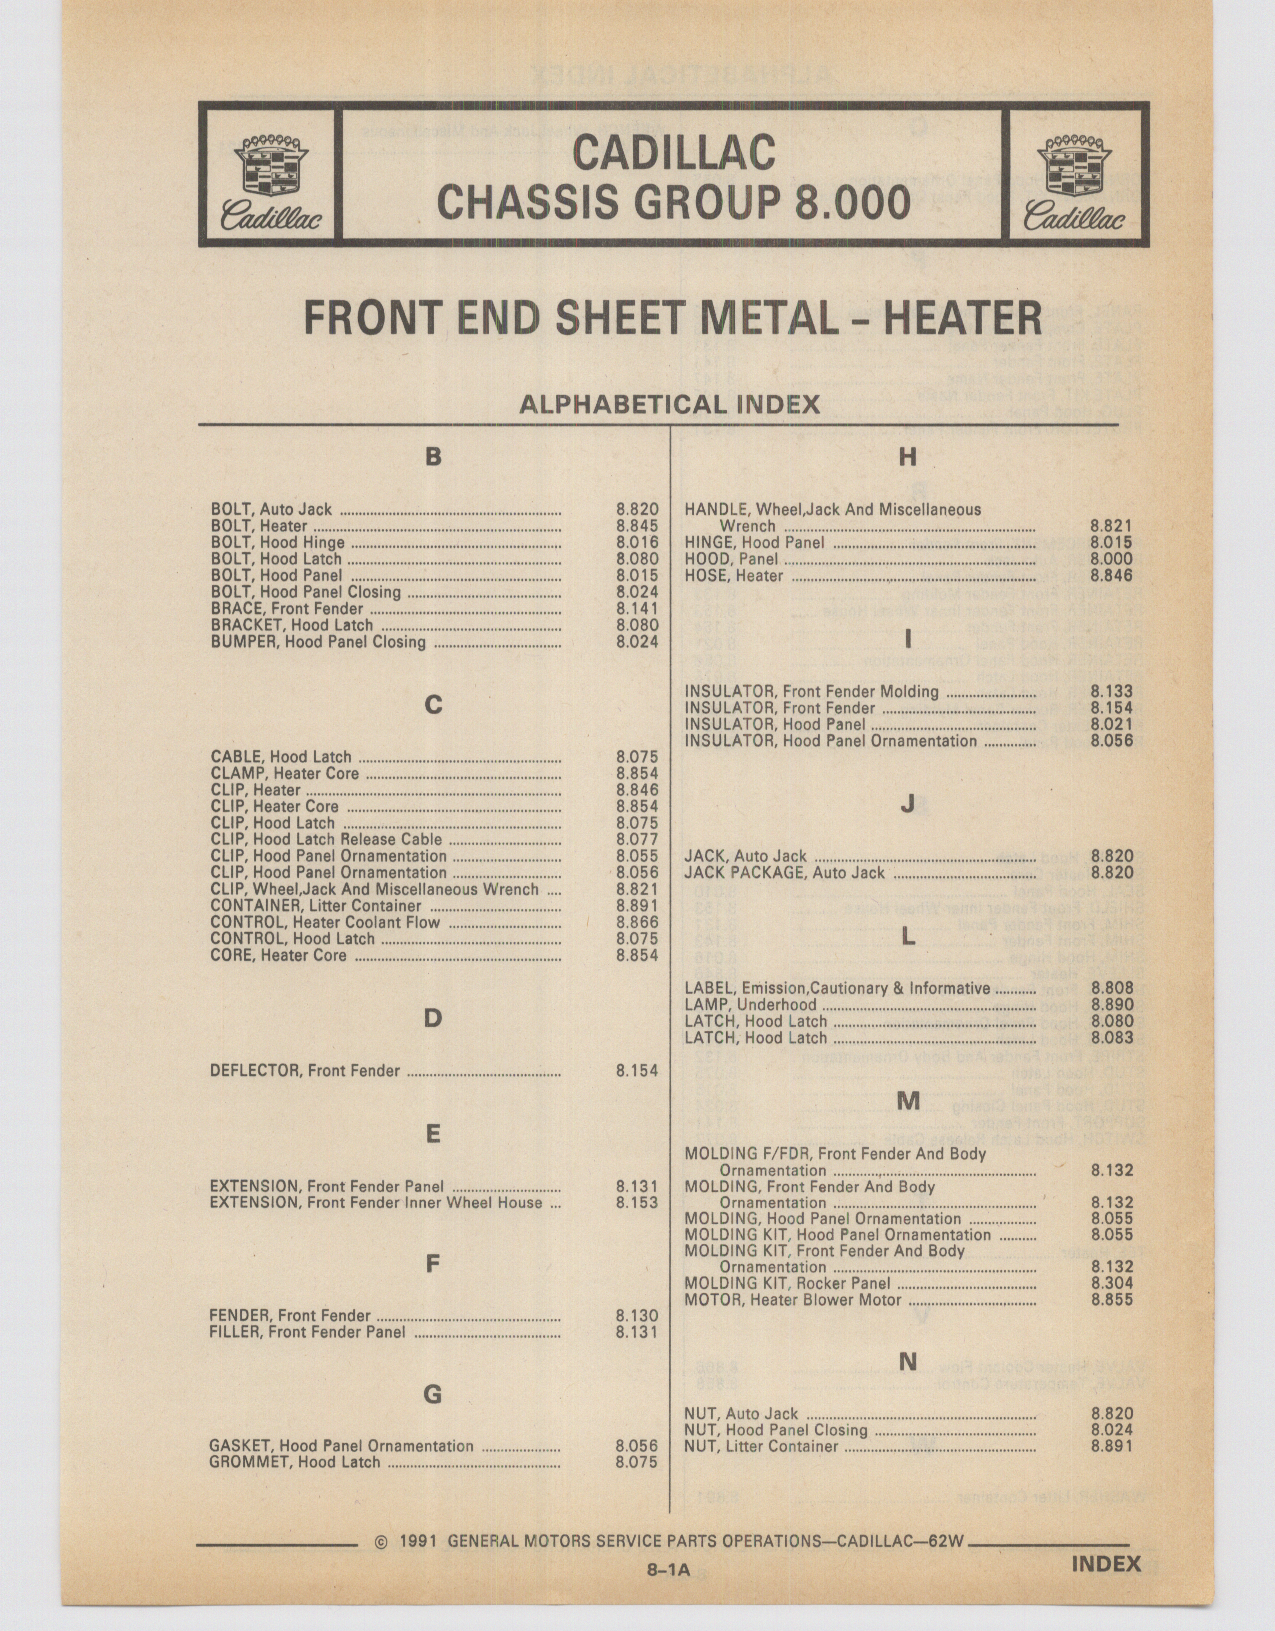 Cadillac
CADILLAC
CHASSIS GROUP 8.000
Cadillac
FRONT END SHEET METAL – HEATER
ALPHABETICAL INDEX
B
BOLT, Auto Jack ........ 8.820
BOLT, Heater ........ 8.845
BOLT, Hood Hinge ........ 8.016
BOLT, Hood Latch ........ 8.080
BOLT, Hood Panel ........ 8.015
BOLT, Hood Panel Closing ........ 8.024
BRACE, Front Fender ........ 8.141
BRACKET, Hood Latch ........ 8.080
BUMPER, Hood Panel Closing ........ 8.024
C
CABLE, Hood Latch ........ 8.075
CLAMP, Heater Core ........ 8.854
CLIP, Heater ........ 8.846
CLIP, Heater Core ........ 8.854
CLIP, Hood Latch ........ 8.075
CLIP, Hood Latch Release Cable ........ 8.077
CLIP, Hood Panel Ornamentation ........ 8.055
CLIP, Hood Panel Ornamentation ........ 8.056
CLIP, Wheel,Jack And Miscellaneous Wrench .... 8.821
CONTAINER, Litter Container ........ 8.891
CONTROL, Heater Coolant Flow ........ 8.866
CONTROL, Hood Latch ........ 8.075
CORE, Heater Core ........ 8.854
D
DEFLECTOR, Front Fender ........ 8.154
E
EXTENSION, Front Fender Panel ........ 8.131
EXTENSION, Front Fender Inner Wheel House ... 8.153
F
FENDER, Front Fender ........ 8.130
FILLER, Front Fender Panel ........ 8.131
G
GASKET, Hood Panel Ornamentation ........ 8.056
GROMMET, Hood Latch ........ 8.075
H
HANDLE, Wheel,Jack And Miscellaneous
Wrench ........ 8.821
HINGE, Hood Panel ........ 8.015
HOOD, Panel ........ 8.000
HOSE, Heater ........ 8.846
I
INSULATOR, Front Fender Molding ........ 8.133
INSULATOR, Front Fender ........ 8.154
INSULATOR, Hood Panel ........ 8.021
INSULATOR, Hood Panel Ornamentation ........ 8.056
J
JACK, Auto Jack ........ 8.820
JACK PACKAGE, Auto Jack ........ 8.820
L
LABEL, Emission,Cautionary & Informative ........ 8.808
LAMP, Underhood ........ 8.890
LATCH, Hood Latch ........ 8.080
LATCH, Hood Latch ........ 8.083
M
MOLDING F/FDR, Front Fender And Body
Ornamentation ........ 8.132
MOLDING, Front Fender And Body
Ornamentation ........ 8.132
MOLDING, Hood Panel Ornamentation ........ 8.055
MOLDING KIT, Hood Panel Ornamentation ........ 8.055
MOLDING KIT, Front Fender And Body
Ornamentation ........ 8.132
MOLDING KIT, Rocker Panel ........ 8.304
MOTOR, Heater Blower Motor ........ 8.855
N
NUT, Auto Jack ........ 8.820
NUT, Hood Panel Closing ........ 8.024
NUT, Litter Container ........ 8.891
© 1991 GENERAL MOTORS SERVICE PARTS OPERATIONS—CADILLAC—62W
8–1A
INDEX